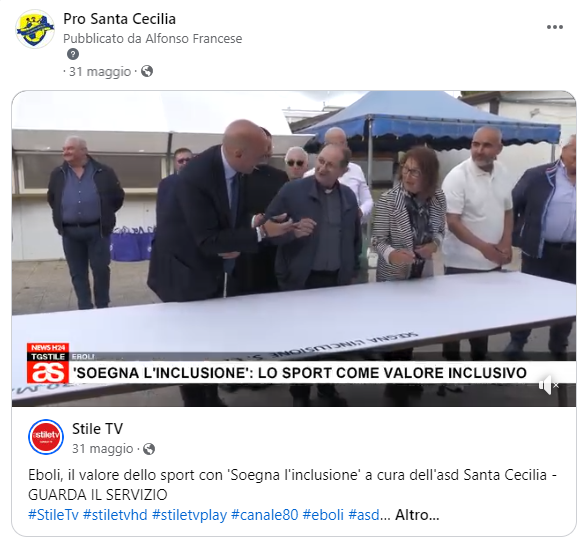 Pro Santa Cecilia
Pubblicato da Alfonso Francese
· 31 maggio ·
NEWS H24
TGSTILE EBOLI
as 'SOEGNA L'INCLUSIONE': LO SPORT COME VALORE INCLUSIVO
stiletv
Stile TV
31 maggio ·
Eboli, il valore dello sport con 'Soegna l'inclusione' a cura dell'asd Santa Cecilia -
GUARDA IL SERVIZIO
#StileTv #stiletvhd #stiletvplay #canale80 #eboli #asd... Altro...